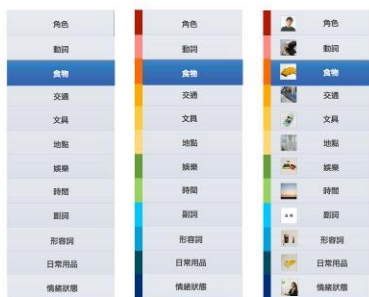 角色
動詞
食物
交通
文具
地點
娛樂
時間
副詞
形容詞
日常用品
情緒狀態
角色
動詞
食物
交通
文具
地點
娛樂
時間
副詞
形容詞
日常用品
情緒狀態
角色
動詞
食物
交通
文具
地點
娛樂
時間
副詞
形容詞
日常用品
情緒狀態